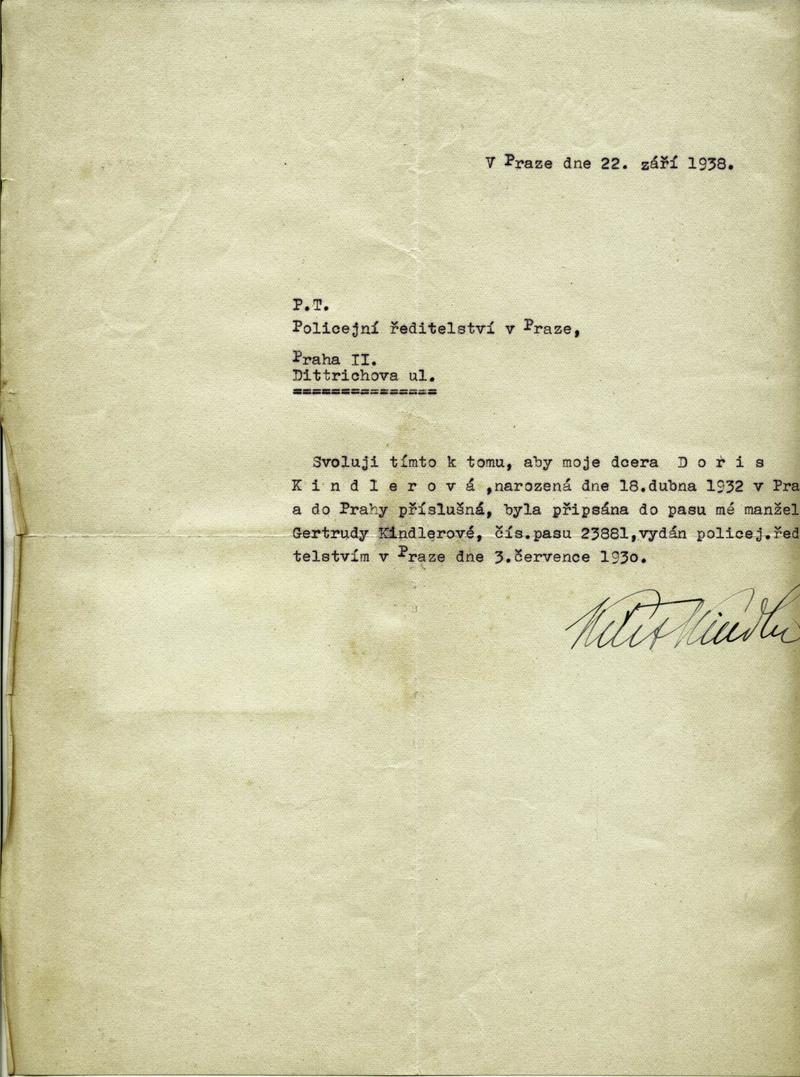 V Praze dne 22. září 1938.
P.T.
Policejní ředitelství v Praze,
Praha II.
Dittrichova ul.
===============
Svoluji tímto k tomu, aby moje dcera D o r i s
K i n d l e r o v á ,narozená dne 18.dubna 1932 v Pra
a do Prahy příslušná, byla připsána do pasu mé manžel
Gertrudy Kindlerové, čís.pasu 23881,vydán policej.řed
telstvím v Praze dne 3.července 193o.
Kindler